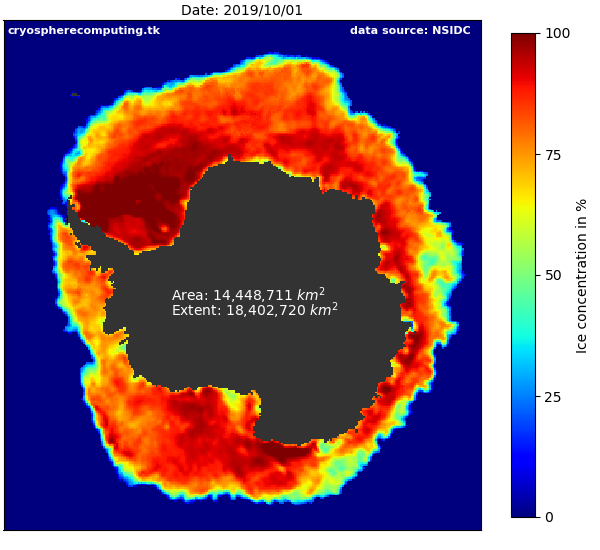 Date: 2019/10/01
cryospherecomputing.tk
data source: NSIDC
100
75
50
25
0
Ice concentration in %
Area: 14,448,711 km²
Extent: 18,402,720 km²